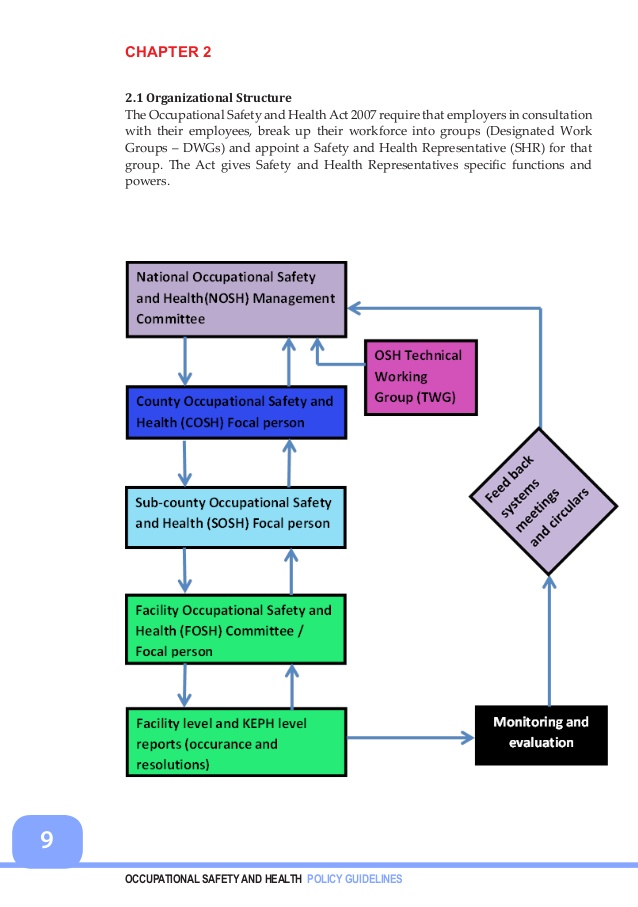 CHAPTER 2
2.1 Organizational Structure
The Occupational Safety and Health Act 2007 require that employers in consultation
with their employees, break up their workforce into groups (Designated Work
Groups – DWGs) and appoint a Safety and Health Representative (SHR) for that
group. The Act gives Safety and Health Representatives specific functions and
powers.
National Occupational Safety
and Health(NOSH) Management
Committee
OSH Technical
Working
Group (TWG)
County Occupational Safety and
Health (COSH) Focal person
Feed back
systems
meetings
and circulars
Sub-county Occupational Safety
and Health (SOSH) Focal person
Facility Occupational Safety and
Health (FOSH) Committee /
Focal person
Facility level and KEPH level
reports (occurance and
resolutions)
Monitoring and
evaluation
9
OCCUPATIONAL SAFETY AND HEALTH POLICY GUIDELINES